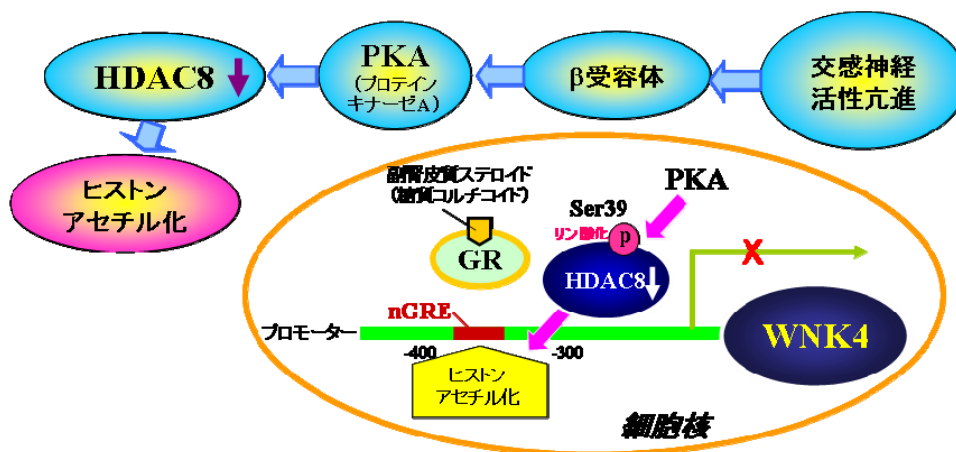 HDAC8
PKA
(プロテイン
キナーゼA)
β受容体
交感神経
活性亢進
ヒストン
アセチル化
副腎皮質ステロイド
(糖質コルチコイド)
GR
Ser39
リン酸化
P
PKA
HDAC8
X
nGRE
プロモーター
-400
-300
WNK4
ヒストン
アセチル化
細胞核